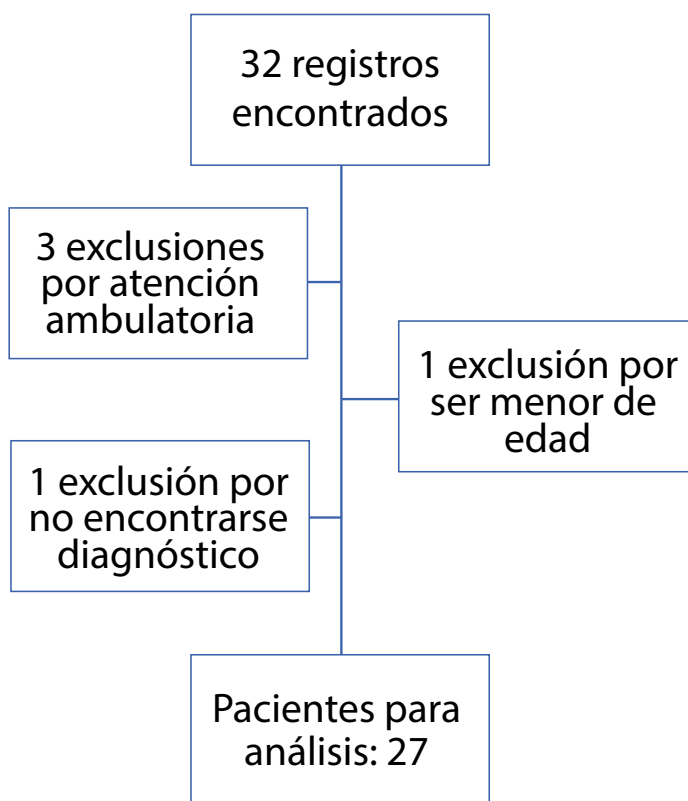 32 registros
encontrados
3 exclusiones
por atención
ambulatoria
1 exclusión por
ser menor de
edad
1 exclusión por
no encontrarse
diagnóstico
Pacientes para
análisis: 27